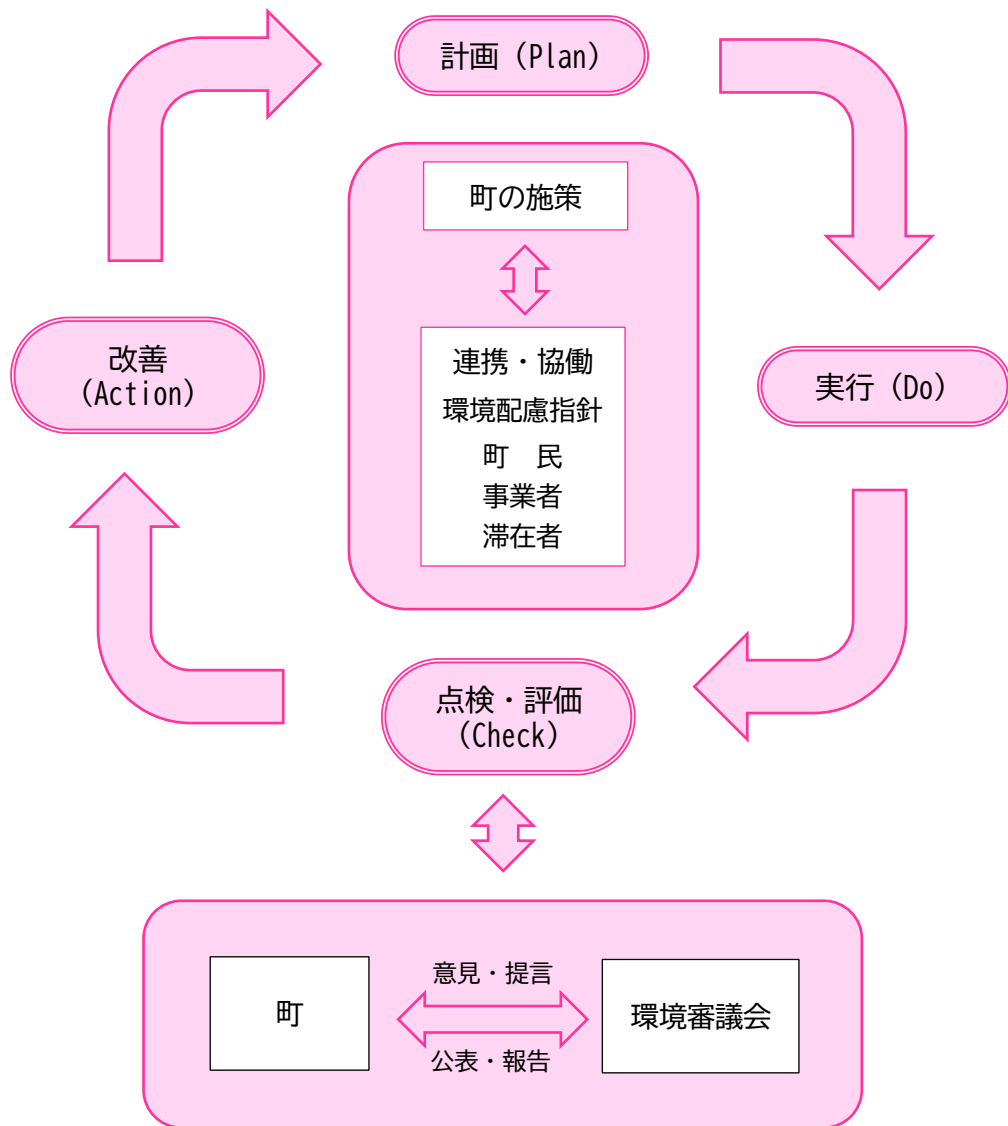 計画（Plan）
町の施策
連携・協働
環境配慮指針
町　民
事業者
滞在者
改善
（Action）
実行（Do）
点検・評価
（Check）
町
意見・提言
公表・報告
環境審議会